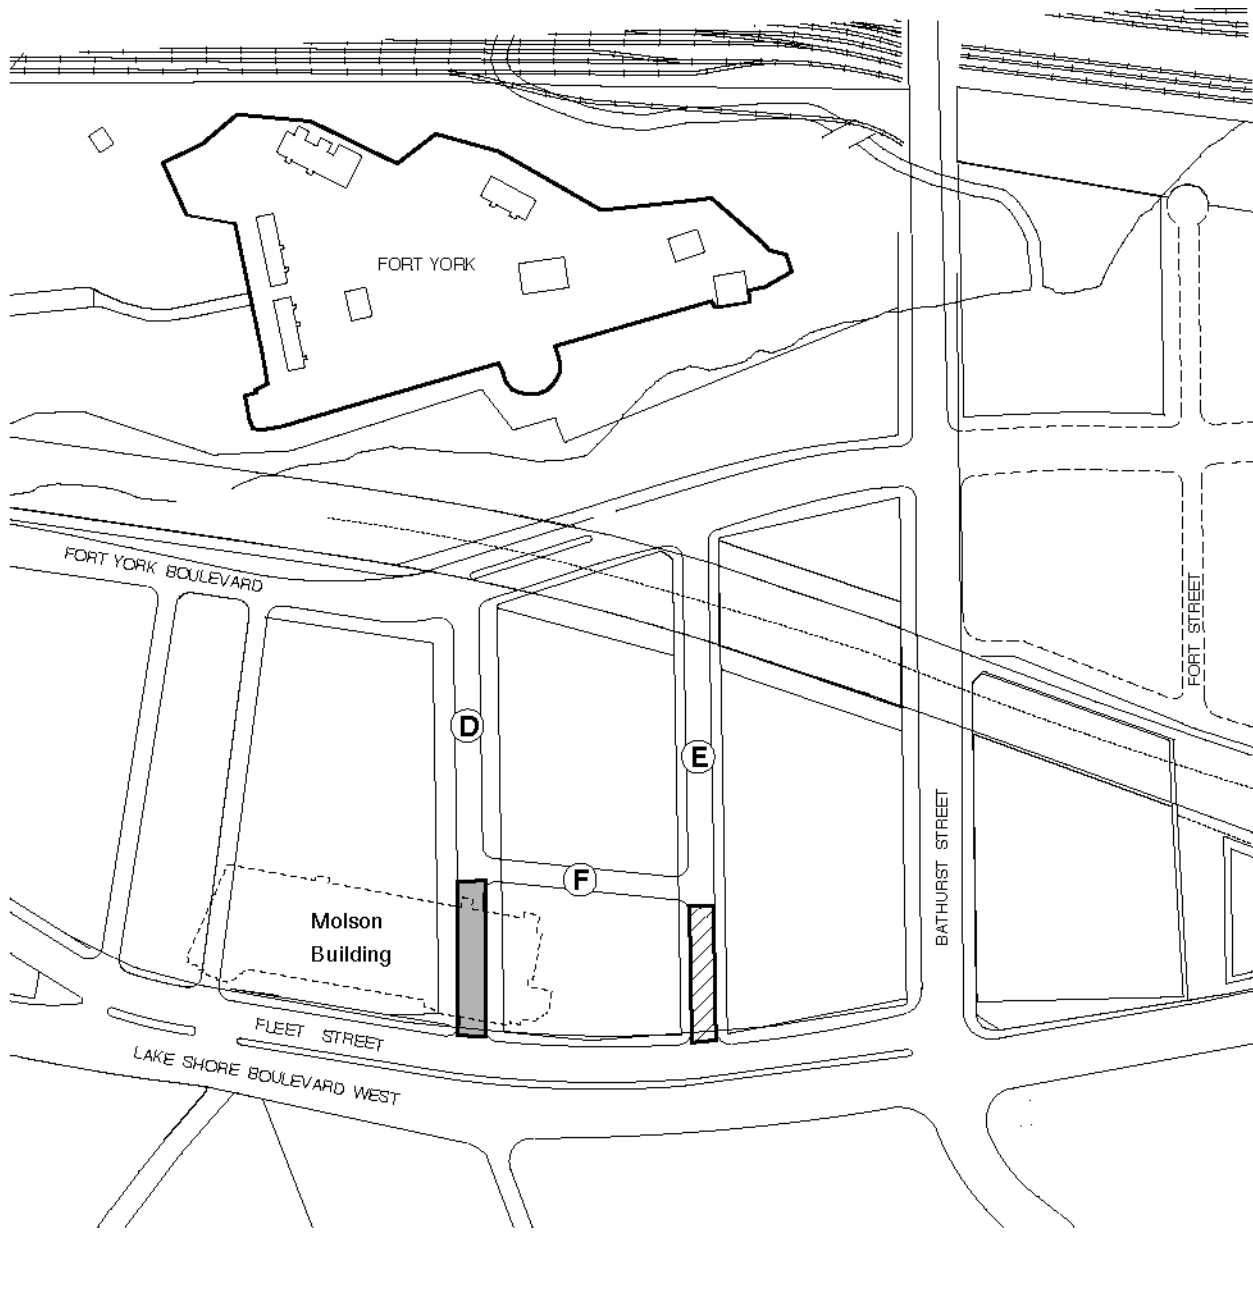 FORT YORK
FORT YORK BOULEVARD
FORT STREET
D
E
BATHURST STREET
F
Molson
Building
FLEET STREET
LAKE SHORE BOULEVARD WEST